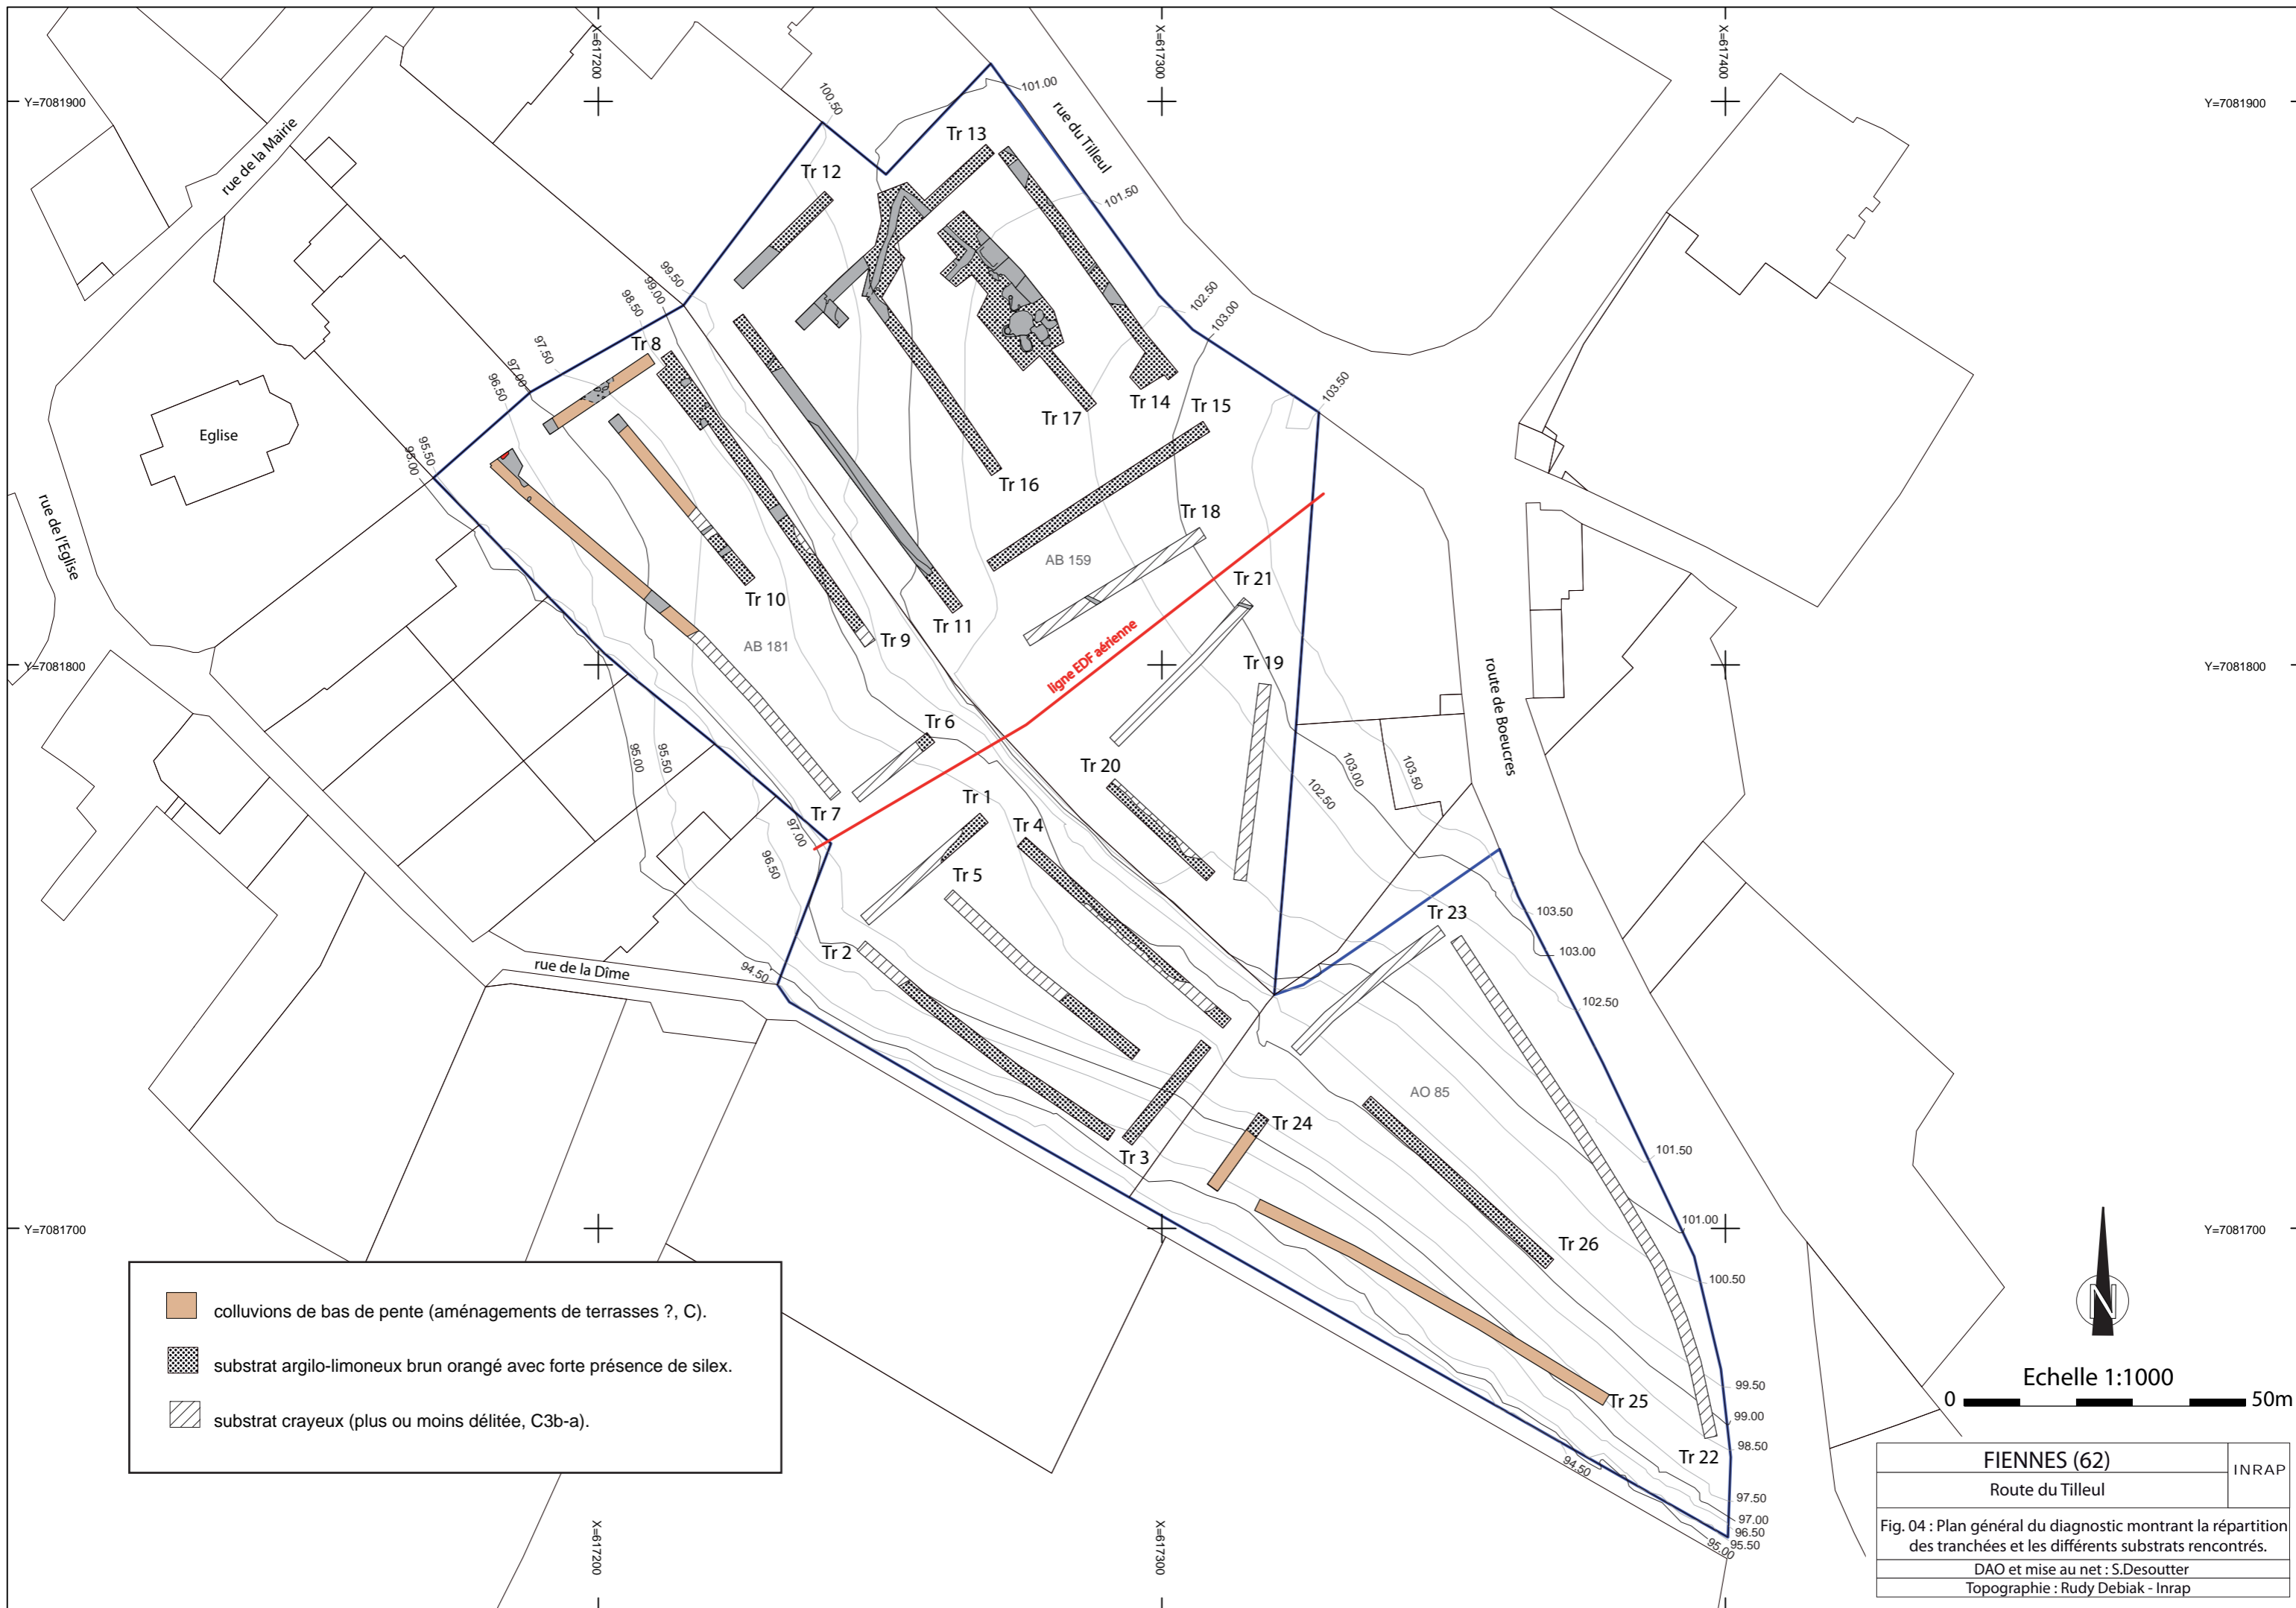 X=617200
X=617300
X=617400
Y=7081900
Y=7081900
rue de la Mairie
rue du Tilleul
100.50
101.00
101.50
Tr 13
Tr 12
99.50
99.00
98.50
102.50
103.00
103.50
97.50
97.00
96.50
95.50
95.00
Tr 8
Tr 14
Tr 15
Tr 17
Eglise
rue de l'Eglise
Tr 16
Tr 18
AB 159
Tr 10
Tr 21
Tr 11
Tr 9
AB 181
ligne EDF aérienne
Y=7081800
Y=7081800
Tr 19
route de Boeucres
Tr 6
95.00
95.50
Tr 20
103.00
103.50
102.50
Tr 1
Tr 7
97.00
96.50
Tr 4
Tr 5
Tr 23
103.50
103.00
102.50
Tr 2
rue de la Dîme
94.50
AO 85
Tr 24
Tr 3
101.50
101.00
100.50
Tr 26
Y=7081700
Y=7081700
colluvions de bas de pente (aménagements de terrasses ?, C).
substrat argilo-limoneux brun orangé avec forte présence de silex.
substrat crayeux (plus ou moins délitée, C3b-a).
N
Echelle 1:1000
0 50m
99.50
99.00
98.50
Tr 25
Tr 22
94.50
97.50
97.00
96.50
95.50
95.00
X=617200
X=617300
FIENNES (62)
INRAP
Route du Tilleul
Fig. 04 : Plan général du diagnostic montrant la répartition
des tranchées et les différents substrats rencontrés.
DAO et mise au net : S.Desoutter
Topographie : Rudy Debiak - Inrap